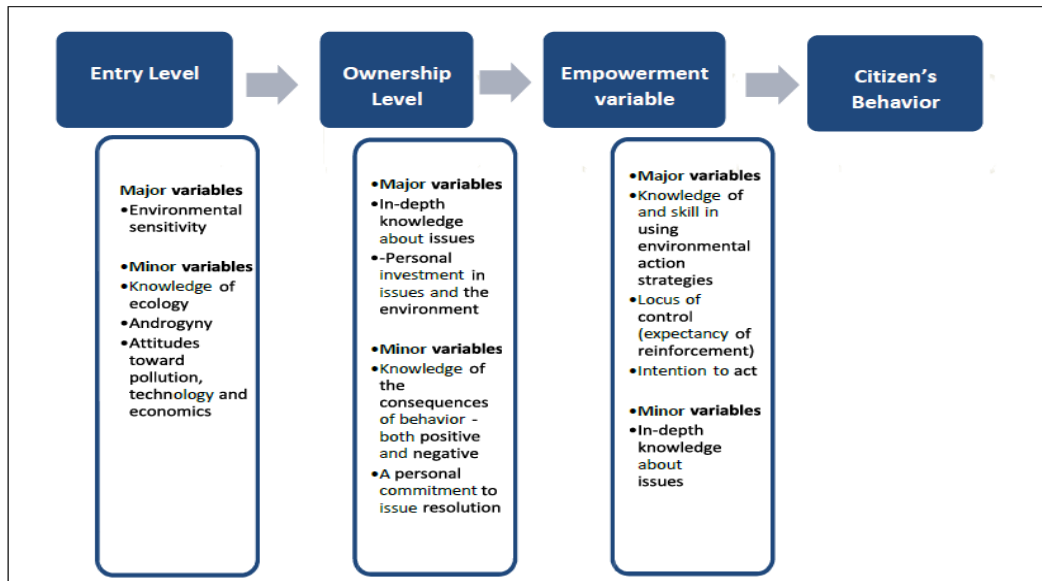 Entry Level
Ownership
Level
Empowerment
variable
Citizen's
Behavior
Major variables
•Environmental
sensitivity
•Minor variables
•Knowledge of
ecology
•Androgyny
•Attitudes
toward
pollution,
technology and
economics
•Major variables
•In-depth
knowledge
about issues
•-Personal
investment in
issues and the
environment
•Minor variables
•Knowledge of
the
consequences
of behavior -
both positive
and negative
•A personal
commitment to
issue resolution
•Major variables
•Knowledge of
and skill in
using
environmental
action
strategies
•Locus of
control
(expectancy of
reinforcement)
•Intention to act
•Minor variables
•In-depth
knowledge
about
issues